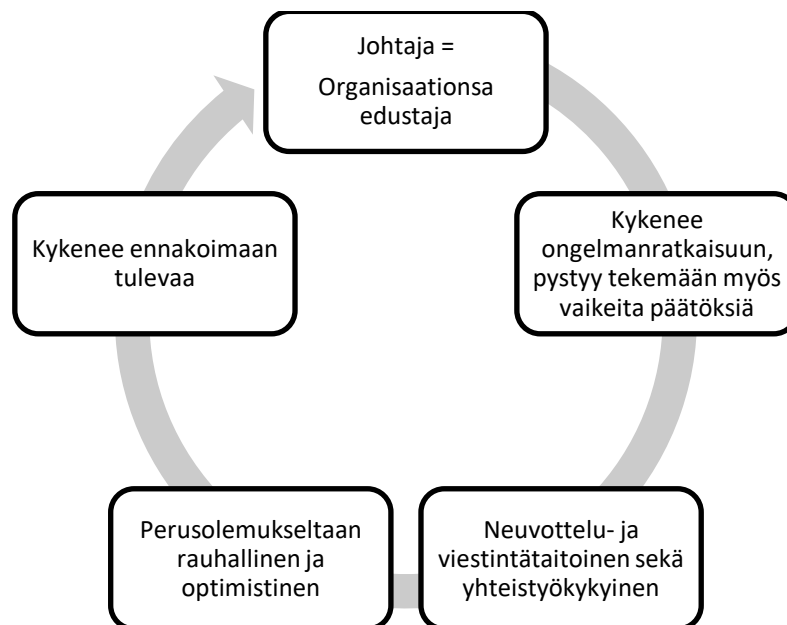 Johtaja =
Organisaationsa
edustaja
Kykenee
ongelmanratkaisuun,
pystyy tekemään myös
vaikeita päätöksiä
Neuvottelu- ja
viestintätaitoinen sekä
yhteistyökykyinen
Perusolemukseltaan
rauhallinen ja
optimistinen
Kykenee ennakoimaan
tulevaa